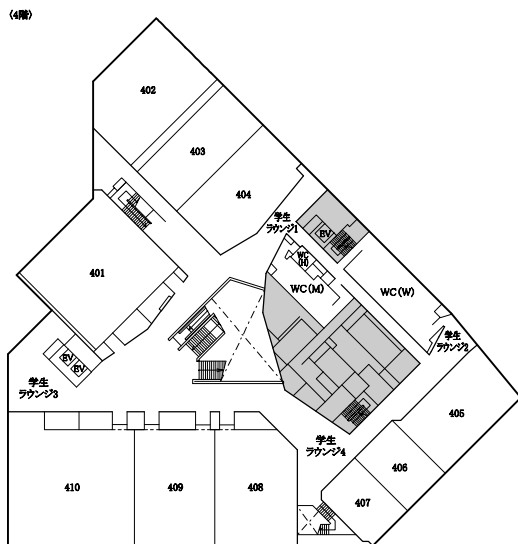 〈4階〉
402
403
404
学生
ラウンジ1
EV
WC
(H)
WC(M)
WC(W)
401
学生
ラウンジ2
EV
EV
学生
ラウンジ3
405
学生
ラウンジ4
406
407
410
409
408